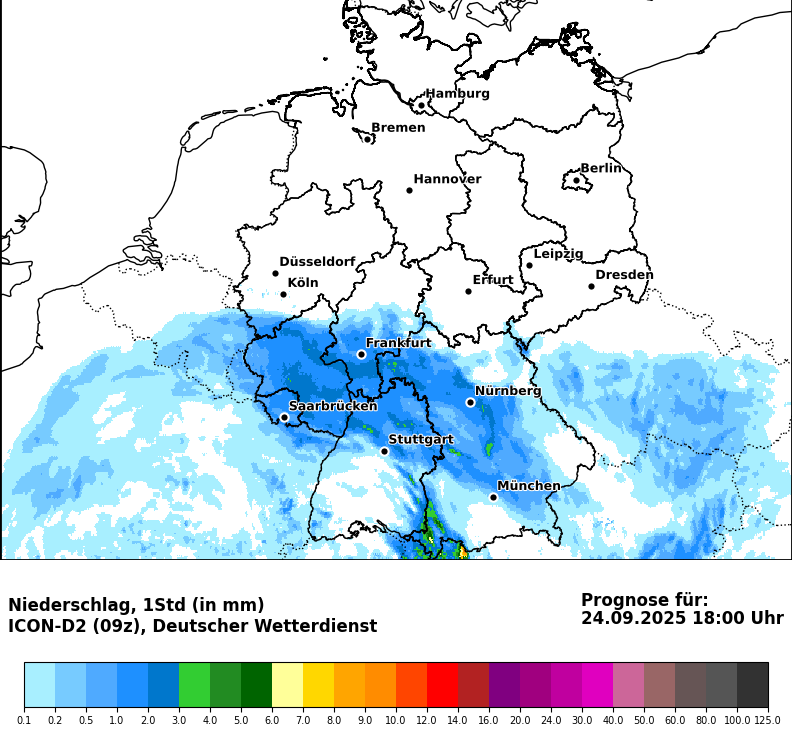 Hamburg
Bremen
Berlin
Hannover
Leipzig
Düsseldorf
Dresden
Köln
Erfurt
Frankfurt
Nürnberg
Saarbrücken
Stuttgart
München
Niederschlag, 1Std (in mm)
ICON-D2 (09z), Deutscher Wetterdienst
Prognose für:
24.09.2025 18:00 Uhr
0.1 0.2 0.5 1.0 2.0 3.0 4.0 5.0 6.0 7.0 8.0 9.0 10.0 12.0 14.0 16.0 20.0 24.0 30.0 40.0 50.0 60.0 80.0 100.0 125.0